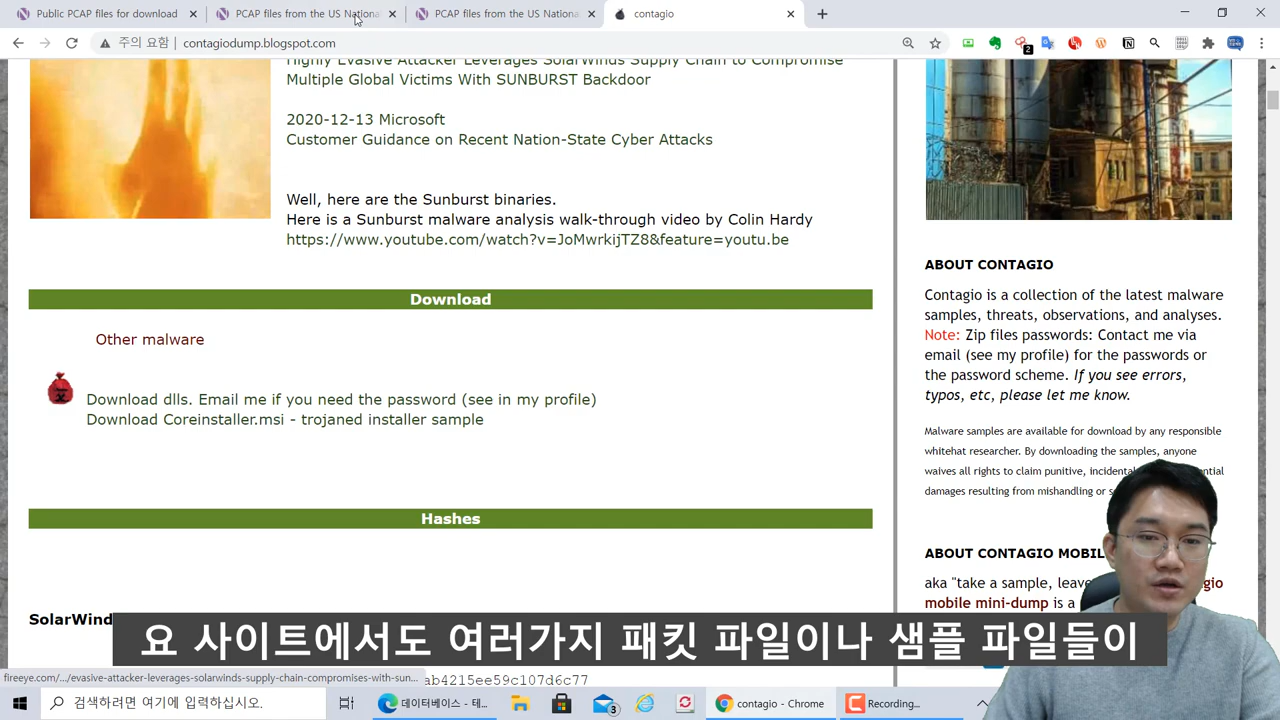 Public PCAP files for download
PCAP files from the US Nationa
PCAP files from the US Nationa
contagio
주의 요함
contagiodump.blogspot.com
2
Highly Evasive Attacker Leverages SolarWinds Supply Chain to Compromise
Multiple Global Victims With SUNBURST Backdoor
2020-12-13 Microsoft
Customer Guidance on Recent Nation-State Cyber Attacks
Well, here are the Sunburst binaries.
Here is a Sunburst malware analysis walk-through video by Colin Hardy
https://www.youtube.com/watch?v=JoMwrkijTZ8&feature=youtu.be
Download
Other malware
Download dlls. Email me if you need the password (see in my profile)
Download Coreinstaller.msi - trojaned installer sample
Hashes
SolarWind
ab4215ee59c107d6c77
ABOUT CONTAGIO
Contagio is a collection of the latest malware
samples, threats, observations, and analyses.
Note: Zip files passwords: Contact me via
email (see my profile) for the passwords or
the password scheme. If you see errors,
typos, etc, please let me know.
Malware samples are available for download by any responsible
whitehat researcher. By downloading the samples, anyone
waives all rights to claim punitive, incidental
damages resulting from mishandling or
ABOUT CONTAGIO MOBIL
aka "take a sample, leave gio
mobile mini-dump is a
요 사이트에서도 여러가지 패킷 파일이나 샘플 파일들이
fireeye.com/.../evasive-attacker-leverages-solarwinds-supply-chain-compromises-with-sun...
검색하려면 여기에 입력하십시오.
데이터베이스 - 테...
3
contagio - Chrome
Recording...